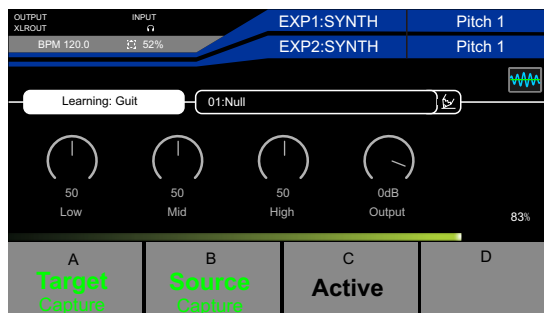 OUTPUT INPUT
XLROUT
EXP1:SYNTH Pitch 1
BPM 120.0 52%
EXP2:SYNTH Pitch 1
Learning: Guit 01:Null
50 50 50 0dB
Low Mid High Output
83%
A B C D
Target Source Active
Capture Capture